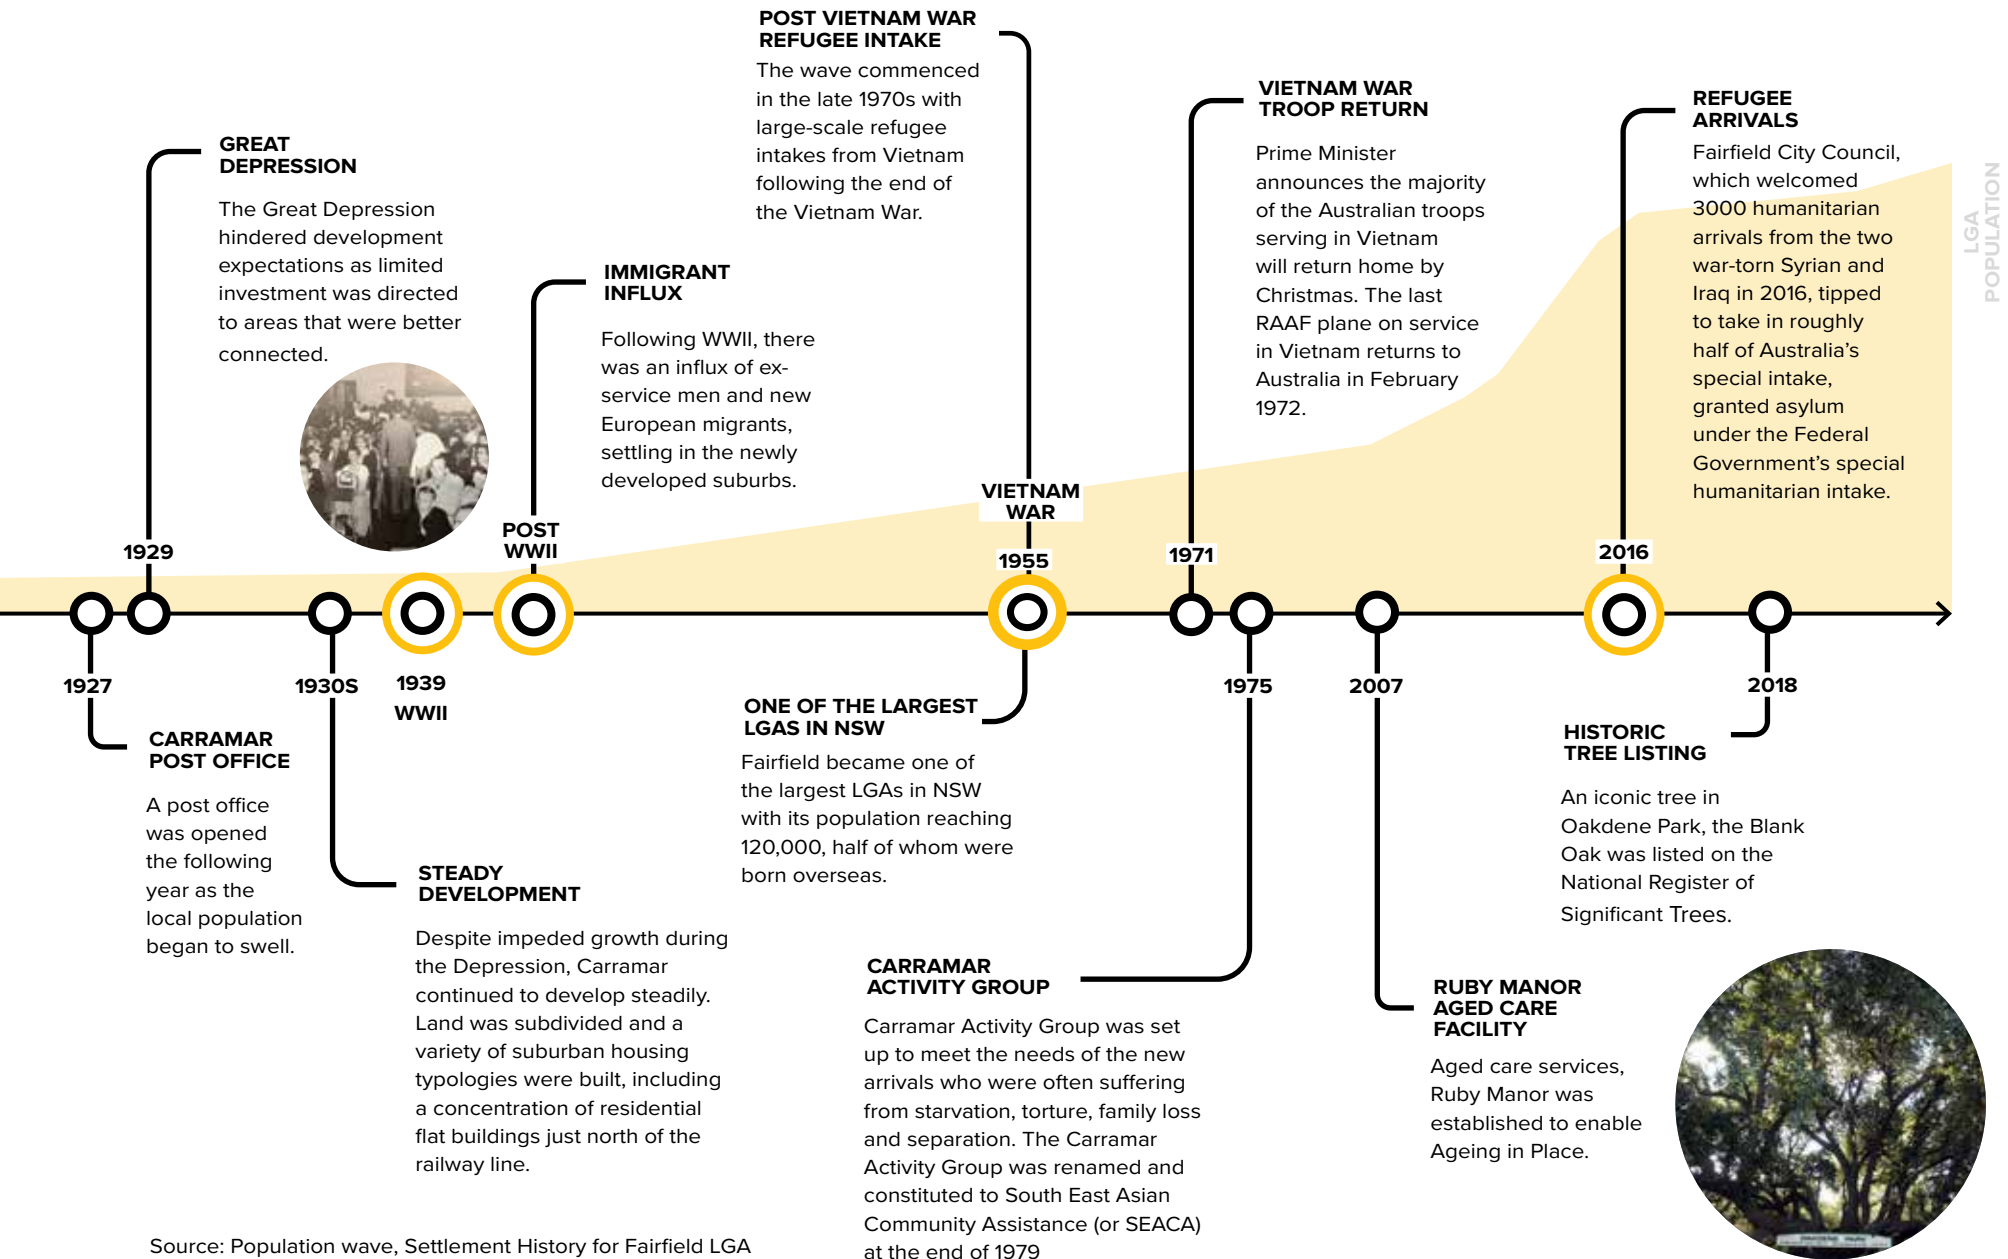 POST VIETNAM WAR
REFUGEE INTAKE
The wave commenced
in the late 1970s with
large-scale refugee
intakes from Vietnam
following the end of
the Vietnam War.
VIETNAM WAR
TROOP RETURN
Prime Minister
announces the majority
of the Australian troops
serving in Vietnam
will return home by
Christmas. The last
RAAF plane on service
in Vietnam returns to
Australia in February
1972.
REFUGEE
ARRIVALS
Fairfield City Council,
which welcomed
3000 humanitarian
arrivals from the two
war-torn Syrian and
Iraq in 2016, tipped
to take in roughly
half of Australia's
special intake,
granted asylum
under the Federal
Government's special
humanitarian intake.
LGA
POPULATION
GREAT
DEPRESSION
The Great Depression
hindered development
expectations as limited
investment was directed
to areas that were better
connected.
IMMIGRANT
INFLUX
Following WWII, there
was an influx of ex-
service men and new
European migrants,
settling in the newly
developed suburbs.
1929
POST
WWII
VIETNAM
WAR
1955
1971
2016
1927
1930S
1939
WWII
1975
2007
2018
CARRAMAR
POST OFFICE
A post office
was opened
the following
year as the
local population
began to swell.
STEADY
DEVELOPMENT
Despite impeded growth during
the Depression, Carramar
continued to develop steadily.
Land was subdivided and a
variety of suburban housing
typologies were built, including
a concentration of residential
flat buildings just north of the
railway line.
ONE OF THE LARGEST
LGAS IN NSW
Fairfield became one of
the largest LGAs in NSW
with its population reaching
120,000, half of whom were
born overseas.
CARRAMAR
ACTIVITY GROUP
Carramar Activity Group was set
up to meet the needs of the new
arrivals who were often suffering
from starvation, torture, family loss
and separation. The Carramar
Activity Group was renamed and
constituted to South East Asian
Community Assistance (or SEACA)
at the end of 1979
RUBY MANOR
AGED CARE
FACILITY
Aged care services,
Ruby Manor was
established to enable
Ageing in Place.
HISTORIC
TREE LISTING
An iconic tree in
Oakdene Park, the Blank
Oak was listed on the
National Register of
Significant Trees.
Source: Population wave, Settlement History for Fairfield LGA